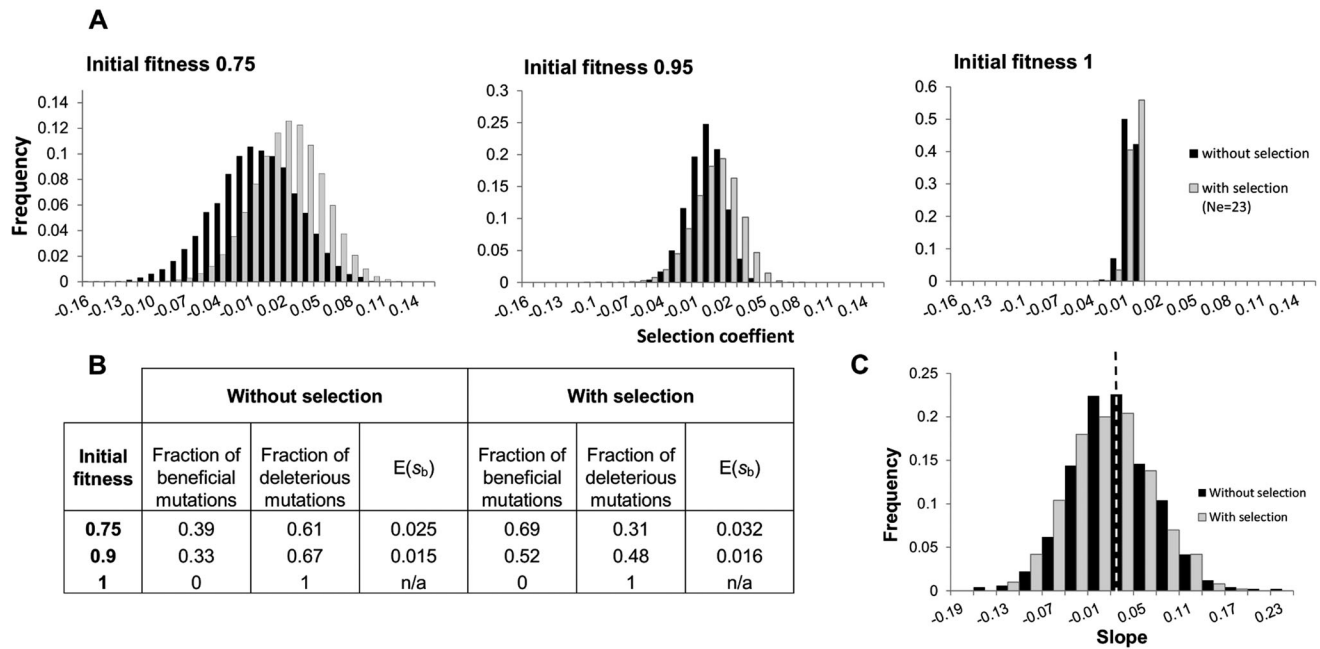 A
Initial fitness 0.75
Initial fitness 0.95
Initial fitness 1
Frequency
0.14
0.12
0.1
0.08
0.06
0.04
0.02
0
-0.16
-0.13
-0.10
-0.07
-0.04
-0.01
0.02
0.05
0.08
0.11
0.14
0.3
0.25
0.2
0.15
0.1
0.05
0
-0.16
-0.13
-0.1
-0.07
-0.04
-0.01
0.02
0.05
0.08
0.11
0.14
Selection coeffient
0.6
0.5
0.4
0.3
0.2
0.1
0
-0.16
-0.13
-0.1
-0.07
-0.04
-0.01
0.02
0.05
0.08
0.11
0.14
without selection
with selection
(Ne=23)
B
Without selection With selection
Initial fitness
Fraction of beneficial mutations
Fraction of deleterious mutations
E(sb)
Fraction of beneficial mutations
Fraction of deleterious mutations
E(sb)
0.75 0.39 0.61 0.025 0.69 0.31 0.032
0.9 0.33 0.67 0.015 0.52 0.48 0.016
1 0 1 n/a 0 1 n/a
C
Frequency
0.25
0.2
0.15
0.1
0.05
0
-0.19
-0.13
-0.07
-0.01
0.05
0.11
0.17
0.23
Slope
Without selection
With selection